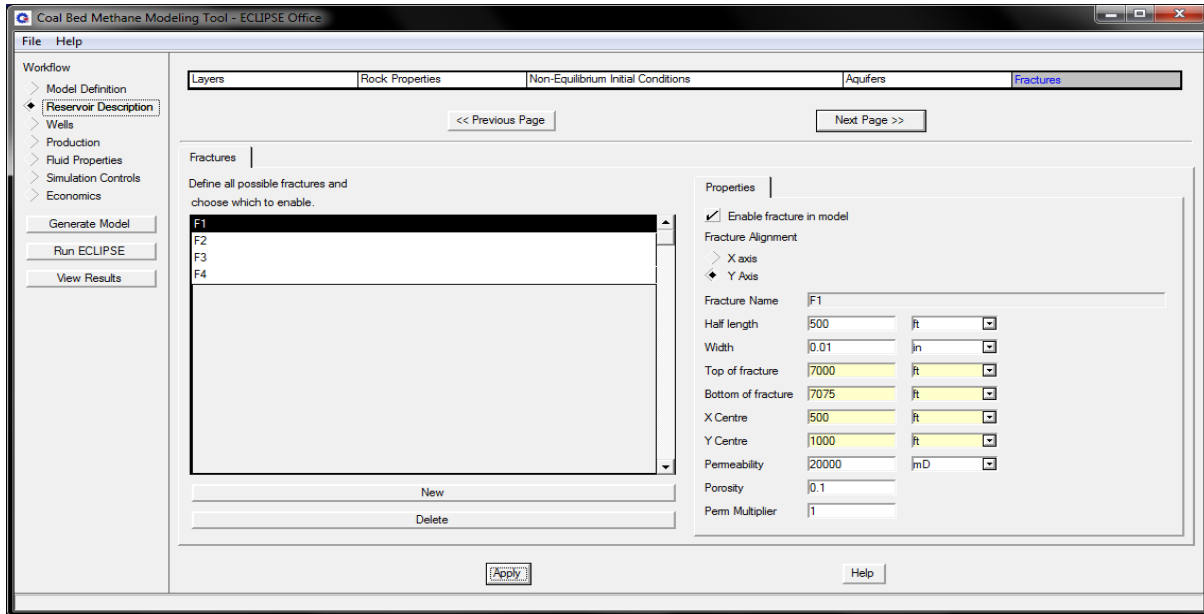 Coal Bed Methane Modeling Tool - ECLIPSE Office
File Help
Workflow
Model Definition
Reservoir Description
Wells
Production
Fluid Properties
Simulation Controls
Economics
Generate Model
Run ECLIPSE
View Results
Layers Rock Properties Non-Equilibrium Initial Conditions Aquifers Fractures
<< Previous Page Next Page >>
Fractures
Define all possible fractures and
choose which to enable.
F1
F2
F3
F4
New
Delete
Properties
Enable fracture in model
Fracture Alignment
X axis
Y Axis
Fracture Name F1
Half length 500 ft
Width 0.01 in
Top of fracture 7000 ft
Bottom of fracture 7075 ft
X Centre 500 ft
Y Centre 1000 ft
Permeability 20000 mD
Porosity 0.1
Perm Multiplier 1
Apply Help